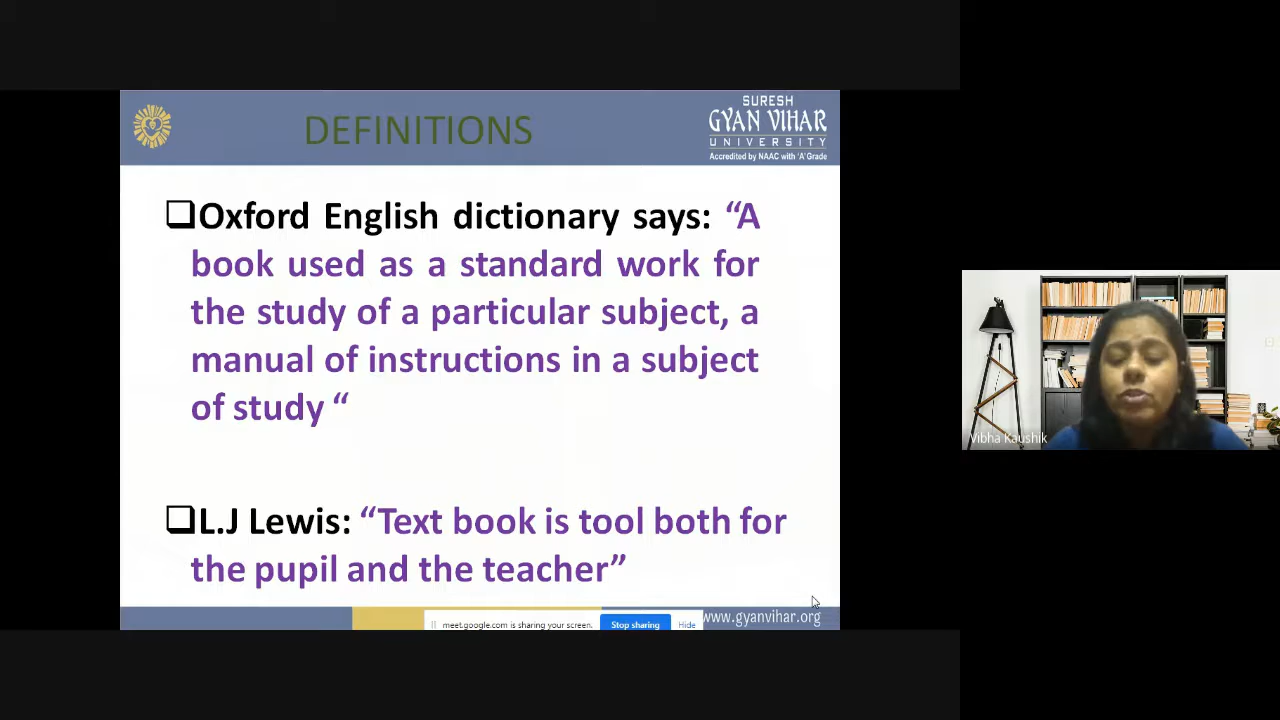 DEFINITIONS
SURESH
GYAN VIHAR
UNIVERSITY
Accredited by NAAC with 'A' Grade
❑Oxford English dictionary says: “A
book used as a standard work for
the study of a particular subject, a
manual of instructions in a subject
of study “
❑L.J Lewis: “Text book is tool both for
the pupil and the teacher”
www.gyanvihar.org
meet.google.com is sharing your screen.
Stop sharing
Hide
Vibha Kaushik